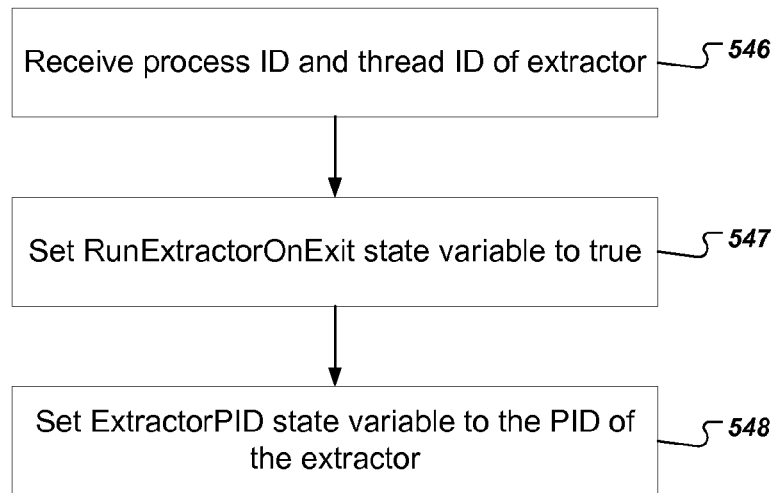 Receive process ID and thread ID of extractor
546
Set RunExtractorOnExit state variable to true
547
Set ExtractorPID state variable to the PID of
the extractor
548